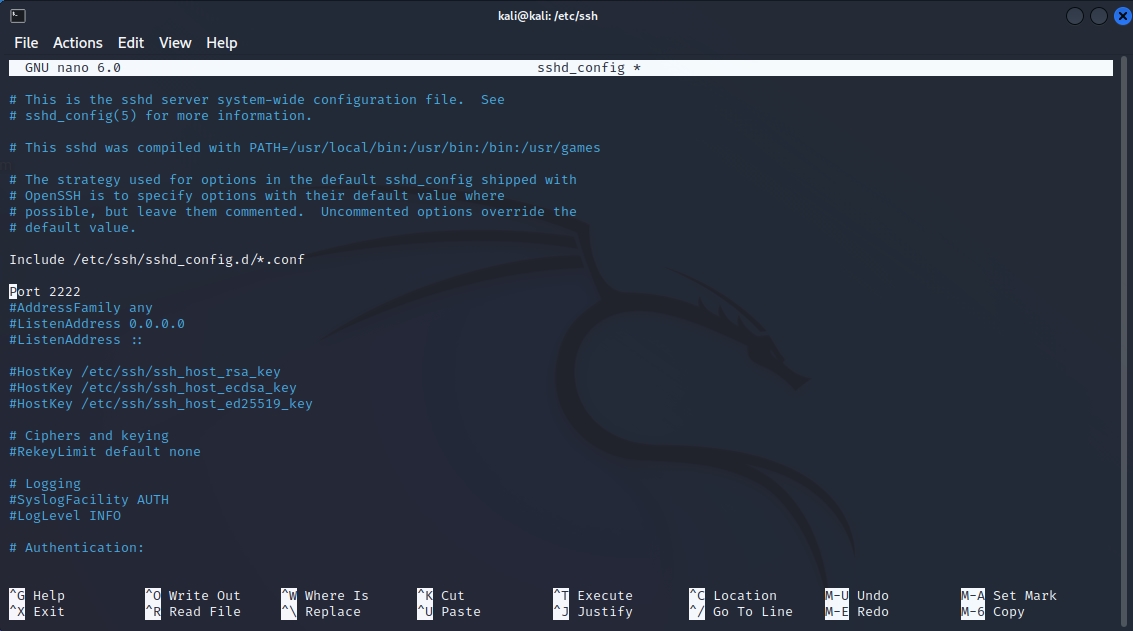 kali@kali: /etc/ssh
File Actions Edit View Help
GNU nano 6.0 sshd_config *
# This is the sshd server system-wide configuration file.  See
# sshd_config(5) for more information.
# This sshd was compiled with PATH=/usr/local/bin:/usr/bin:/bin:/usr/games
# The strategy used for options in the default sshd_config shipped with
# OpenSSH is to specify options with their default value where
# possible, but leave them commented.  Uncommented options override the
# default value.
Include /etc/ssh/sshd_config.d/*.conf
Port 2222
#AddressFamily any
#ListenAddress 0.0.0.0
#ListenAddress ::
#HostKey /etc/ssh/ssh_host_rsa_key
#HostKey /etc/ssh/ssh_host_ecdsa_key
#HostKey /etc/ssh/ssh_host_ed25519_key
# Ciphers and keying
#RekeyLimit default none
# Logging
#SyslogFacility AUTH
#LogLevel INFO
# Authentication:
^G Help ^O Write Out ^W Where Is ^K Cut ^T Execute ^C Location M-U Undo M-A Set Mark
^X Exit ^R Read File ^\ Replace ^U Paste ^J Justify ^/ Go To Line M-E Redo M-6 Copy